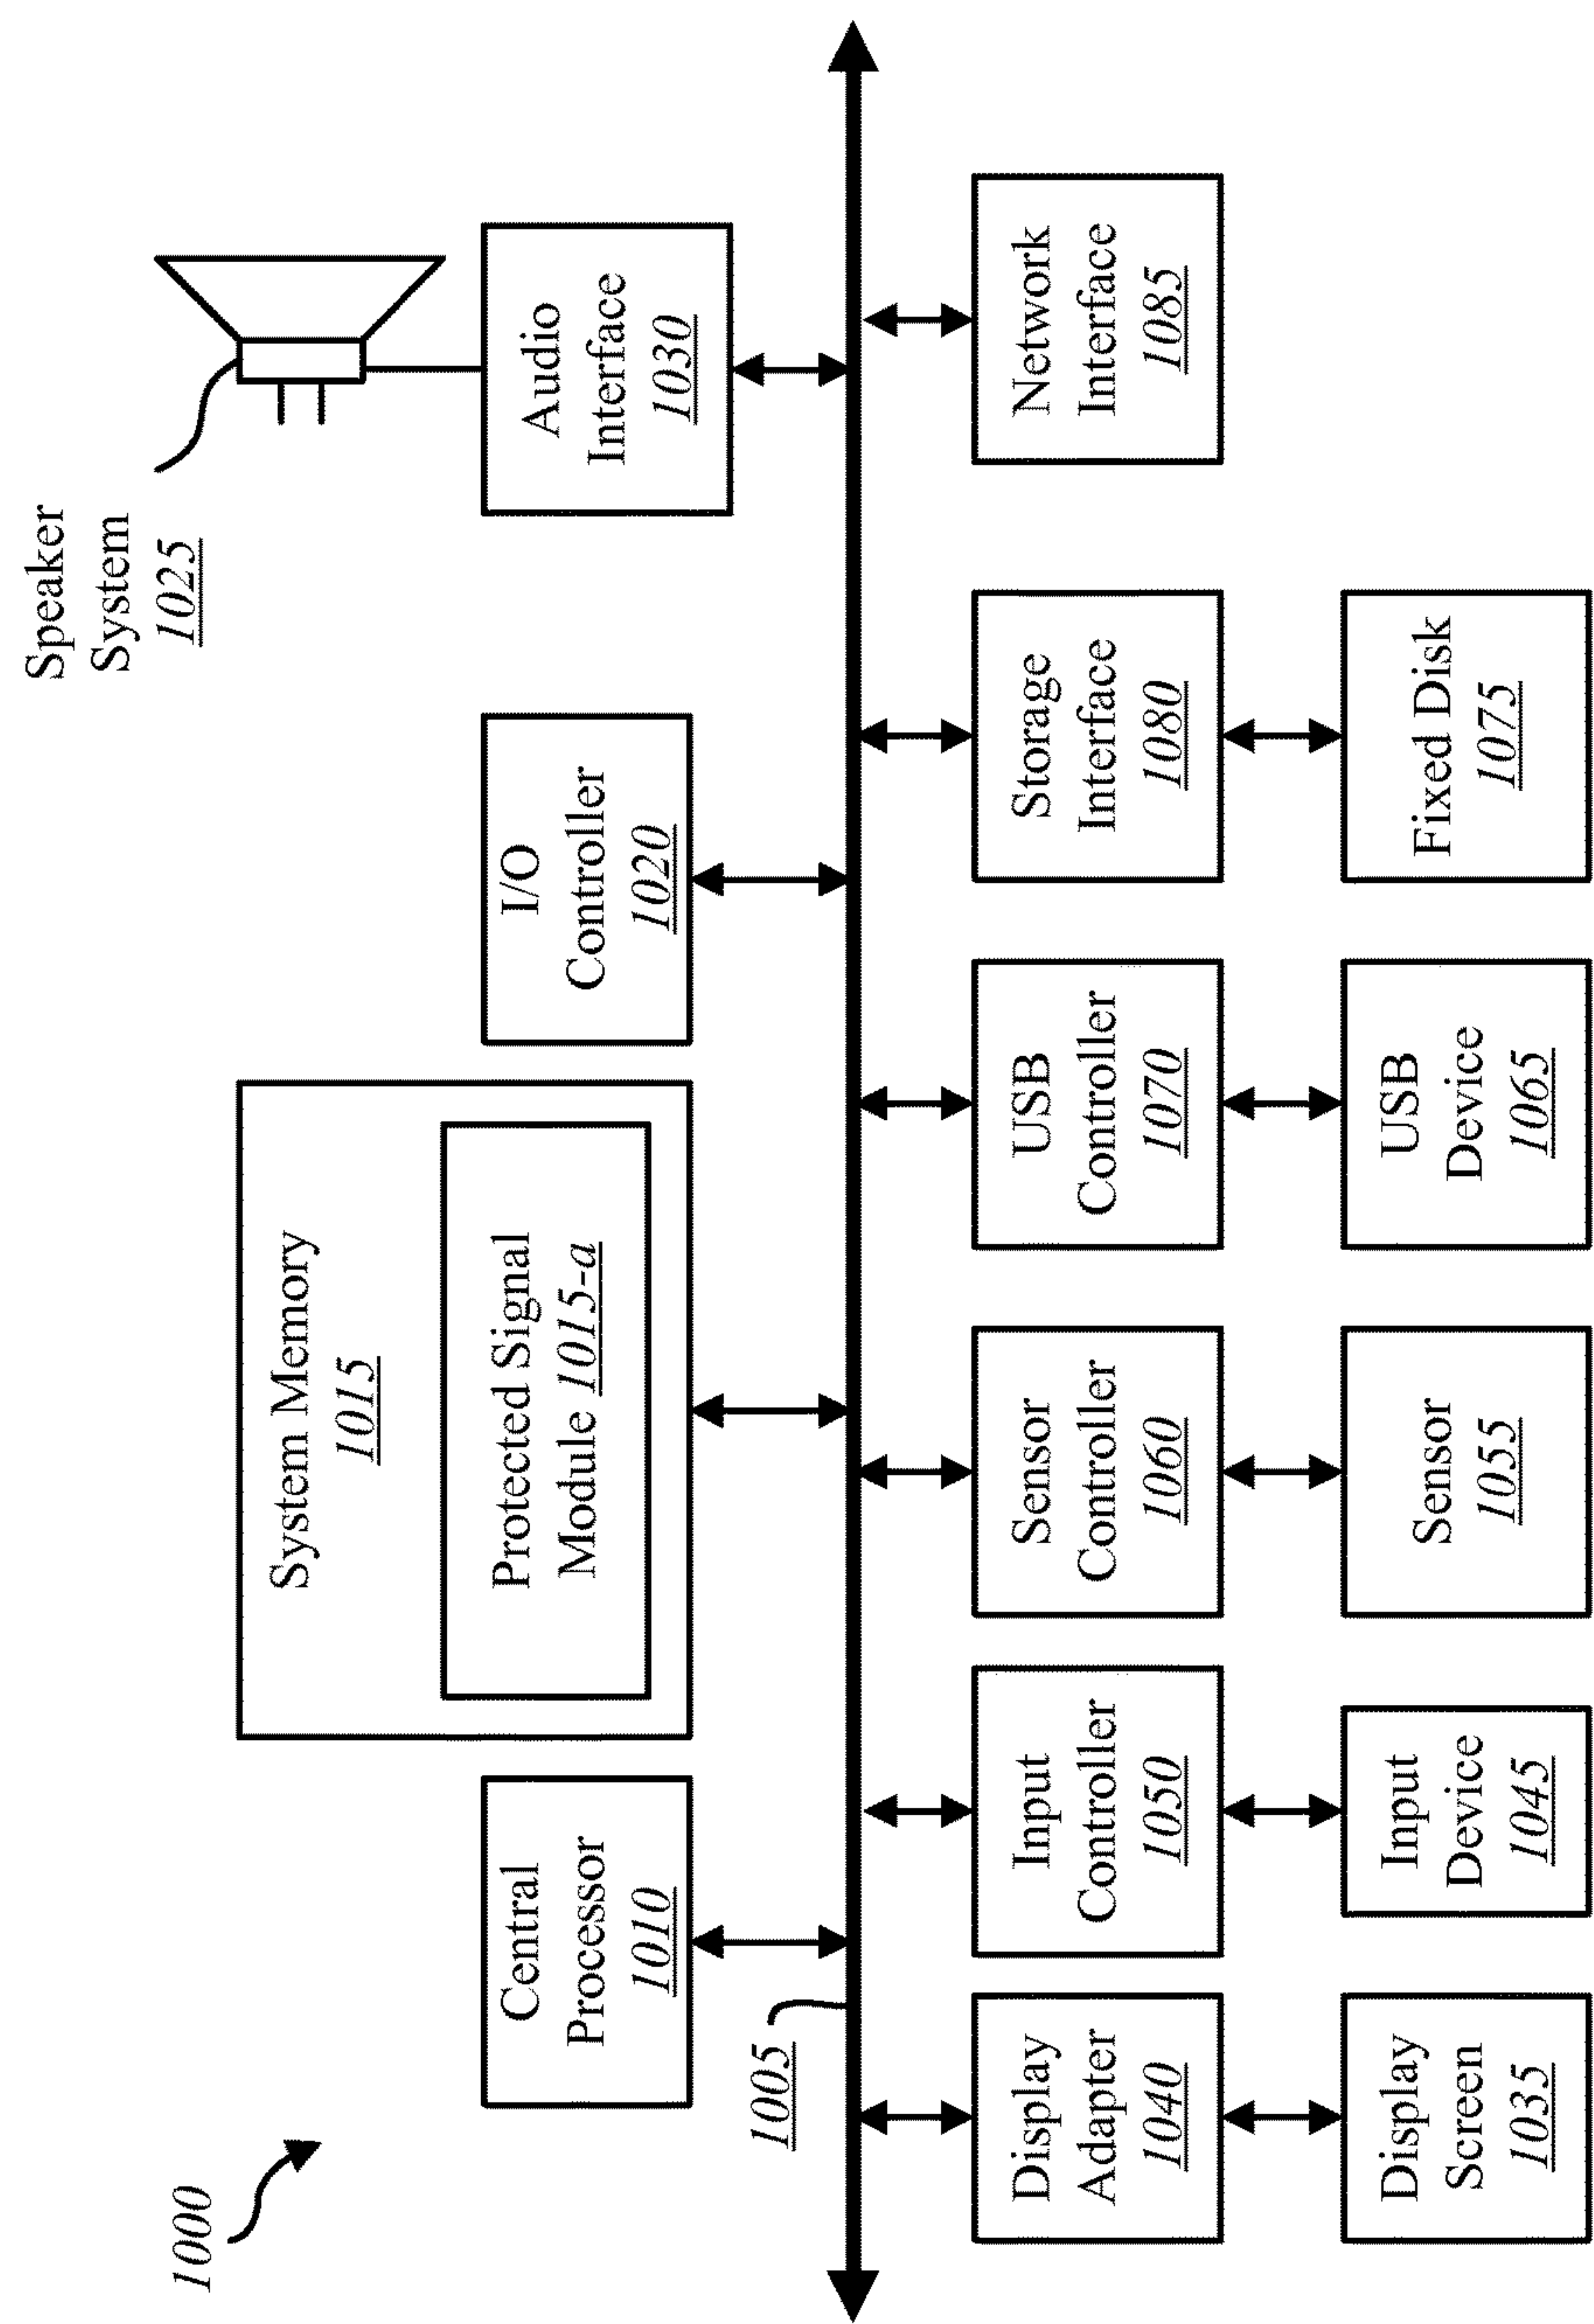 1000
Speaker
System
1025
Central
Processor
1010
System Memory
1015
Protected Signal
Module 1015-a
I/O
Controller
1020
Audio
Interface
1030
1005
Display
Adapter
1040
Input
Controller
1050
Sensor
Controller
1060
USB
Controller
1070
Storage
Interface
1080
Network
Interface
1085
Display
Screen
1035
Input
Device
1045
Sensor
1055
USB
Device
1065
Fixed Disk
1075